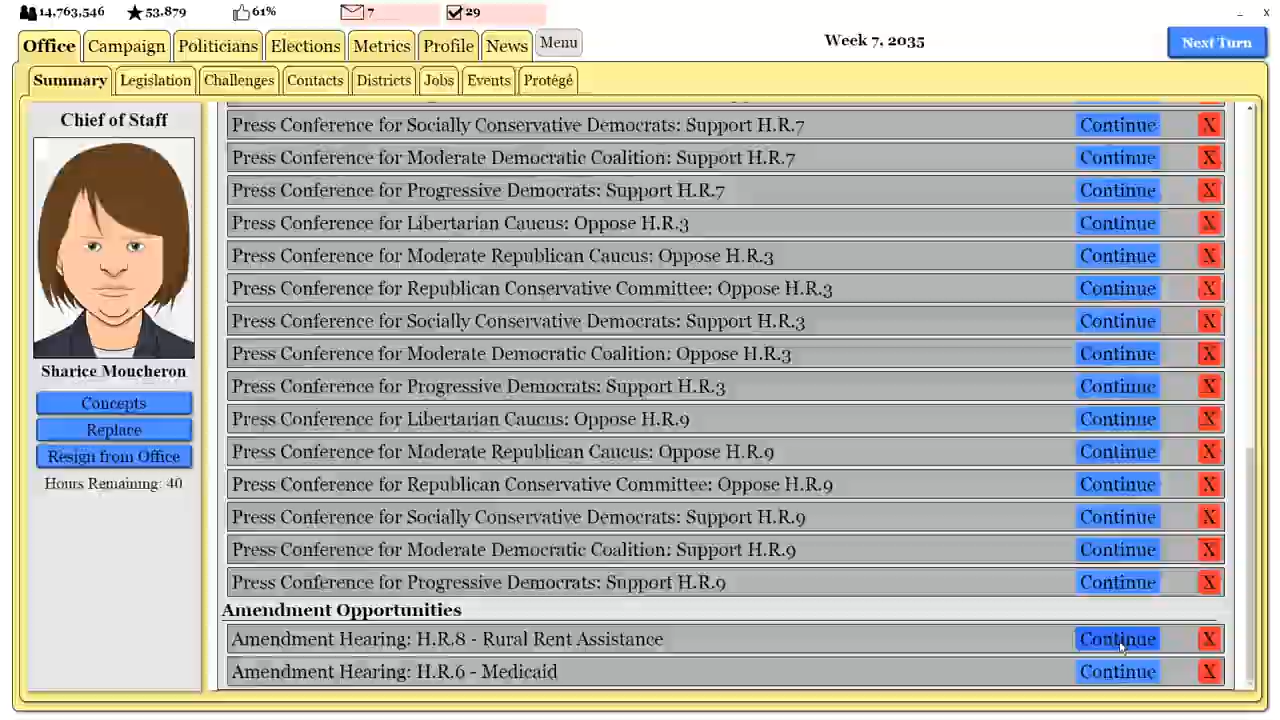 14,763,546 53.879 61% 7 29 _ x
Office Campaign Politicians Elections Metrics Profile News Menu Week 7, 2035 Next Turn
Summary Legislation Challenges Contacts Districts Jobs Events Protégé
Chief of Staff
Sharice Moucheron
Concepts
Replace
Resign from Office
Hours Remaining: 40
Press Conference for Socially Conservative Democrats: Support H.R.7 Continue X
Press Conference for Moderate Democratic Coalition: Support H.R.7 Continue X
Press Conference for Progressive Democrats: Support H.R.7 Continue X
Press Conference for Libertarian Caucus: Oppose H.R.3 Continue X
Press Conference for Moderate Republican Caucus: Oppose H.R.3 Continue X
Press Conference for Republican Conservative Committee: Oppose H.R.3 Continue X
Press Conference for Socially Conservative Democrats: Support H.R.3 Continue X
Press Conference for Moderate Democratic Coalition: Oppose H.R.3 Continue X
Press Conference for Progressive Democrats: Support H.R.3 Continue X
Press Conference for Libertarian Caucus: Oppose H.R.9 Continue X
Press Conference for Moderate Republican Caucus: Oppose H.R.9 Continue X
Press Conference for Republican Conservative Committee: Oppose H.R.9 Continue X
Press Conference for Socially Conservative Democrats: Support H.R.9 Continue X
Press Conference for Moderate Democratic Coalition: Support H.R.9 Continue X
Press Conference for Progressive Democrats: Support H.R.9 Continue X
Amendment Opportunities
Amendment Hearing: H.R.8 - Rural Rent Assistance Continue X
Amendment Hearing: H.R.6 - Medicaid Continue X